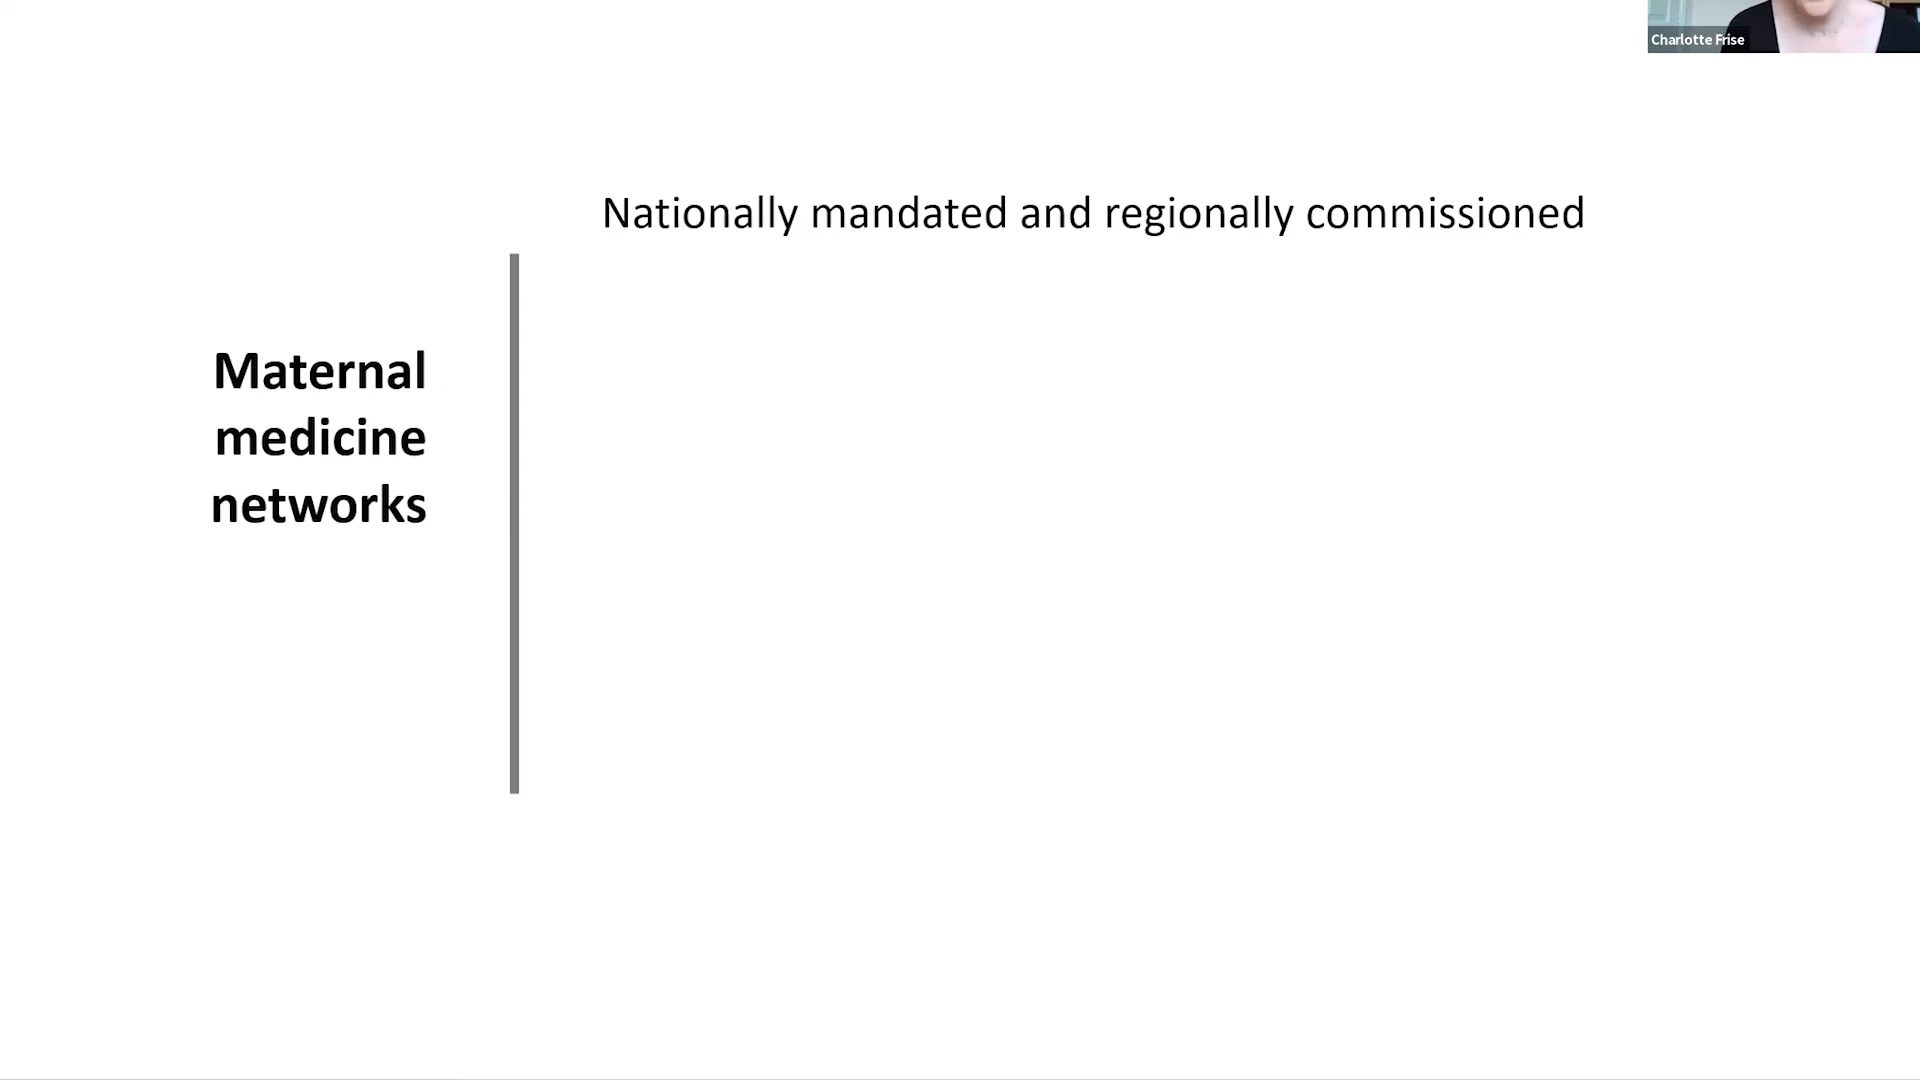 Charlotte Frise
Nationally mandated and regionally commissioned
Maternal
medicine
networks